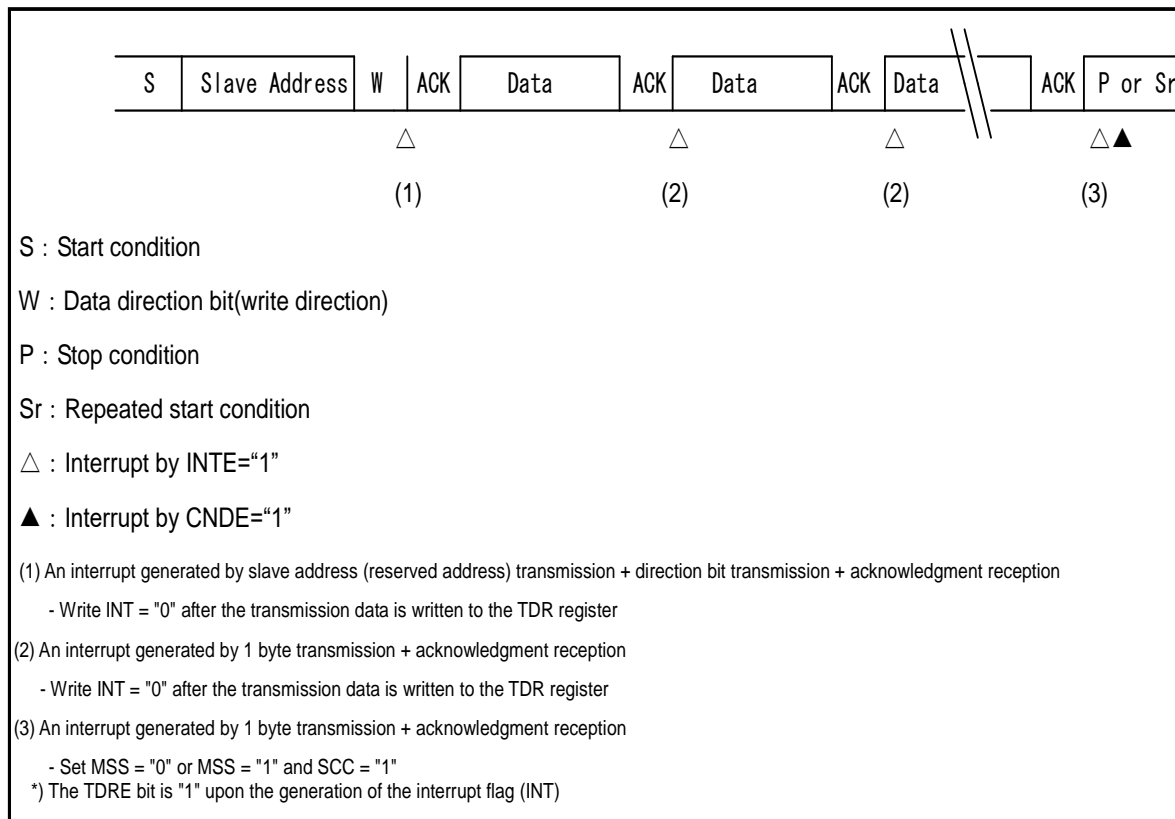 S Slave Address W ACK Data ACK Data ACK Data ACK P or Sr
△ △ △ △▲
(1) (2) (2) (3)
S : Start condition
W : Data direction bit(write direction)
P : Stop condition
Sr : Repeated start condition
△ : Interrupt by INTE=“1”
▲ : Interrupt by CNDE=“1”
(1) An interrupt generated by slave address (reserved address) transmission + direction bit transmission + acknowledgment reception
- Write INT = "0" after the transmission data is written to the TDR register
(2) An interrupt generated by 1 byte transmission + acknowledgment reception
- Write INT = "0" after the transmission data is written to the TDR register
(3) An interrupt generated by 1 byte transmission + acknowledgment reception
- Set MSS = "0" or MSS = "1" and SCC = "1"
*) The TDRE bit is "1" upon the generation of the interrupt flag (INT)